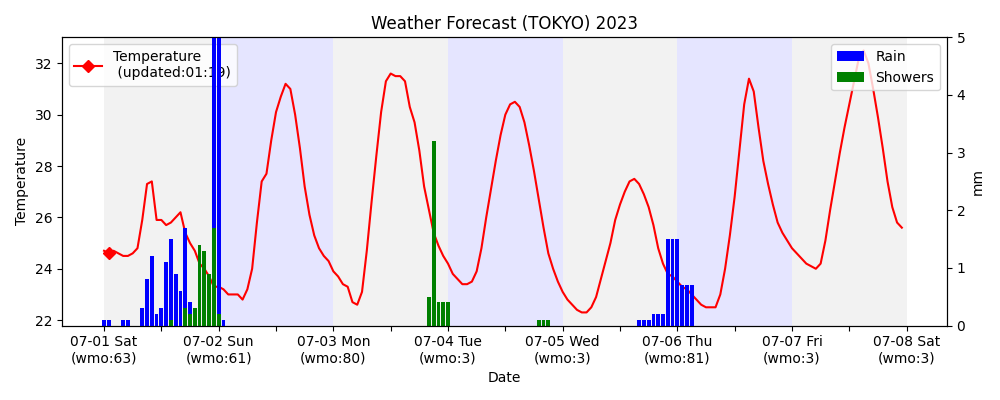 Weather Forecast (TOKYO) 2023
Temperature
(updated:01:19)
Rain
Showers
32
30
28
26
24
22
Temperature
5
4
3
2
1
0
mm
07-01 Sat 07-02 Sun 07-03 Mon 07-04 Tue 07-05 Wed 07-06 Thu 07-07 Fri 07-08 Sat
(wmo:63) (wmo:61) (wmo:80) (wmo:3) (wmo:3) (wmo:81) (wmo:3) (wmo:3)
Date